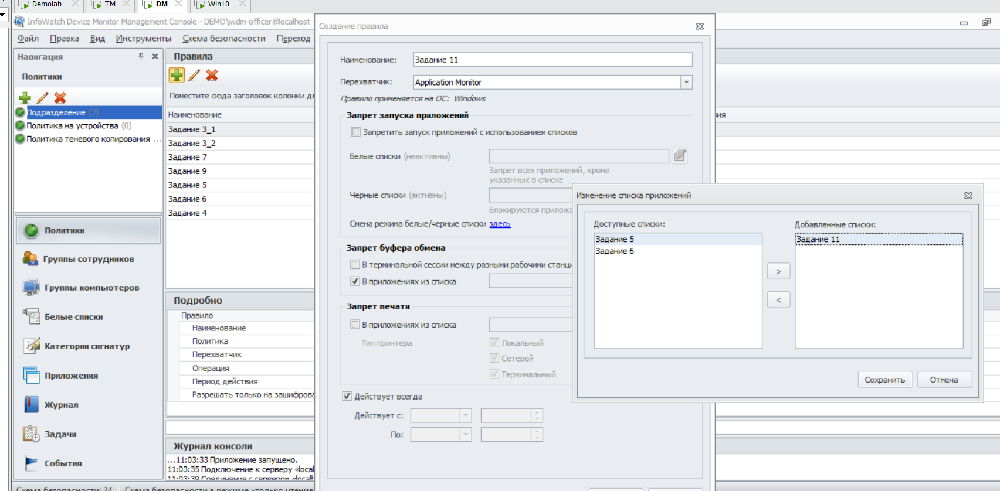 Demolab
TM
DM
Win10
InfoWatch Device Monitor Management Console - DEMO\iwdm-officer@localhost -
Файл Правка Вид Инструменты Схема безопасности Переход
Навигация
Политики
Подразделение (7)
Политика на устройства (0)
Политика теневого копирования ...
Политики
Группы сотрудников
Группы компьютеров
Белые списки
Категории сигнатур
Приложения
Журнал
Задачи
События
Правила
Поместите сюда заголовок колонки дл
Наименование
Задание 3_1
Задание 3_2
Задание 7
Задание 9
Задание 5
Задание 6
Задание 4
Подробно
Правило
Наименование
Политика
Перехватчик
Операция
Период действия
Разрешать только на зашифрова
Журнал консоли
...11:03:33 Приложение запущено.
11:03:35 Подключение к серверу «local
11:03:39 Соединение с сервером «localh
Схема безопасности: 24 Схема безопасности в режиме «только чтение»
Создание правила
Наименование: Задание 11
Перехватчик: Application Monitor
Правило применяется на ОС: Windows
Запрет запуска приложений
Запретить запуск приложений с использованием списков
Белые списки (неактивны)
Запрет всех приложений, кроме
указанных в списке
Черные списки (активны)
Блокируются приложе
Смена режима белые/черные списки здесь
Запрет буфера обмена
В терминальной сессии между разными рабочими станци
В приложениях из списка
Запрет печати
В приложениях из списка
Тип принтера
Локальный
Сетевой
Терминальный
Действует всегда
Действует с:
По:
ия
Изменение списка приложений
Доступные списки:
Задание 5
Задание 6
>
<
Добавленные списки:
Задание 11
Сохранить
Отмена